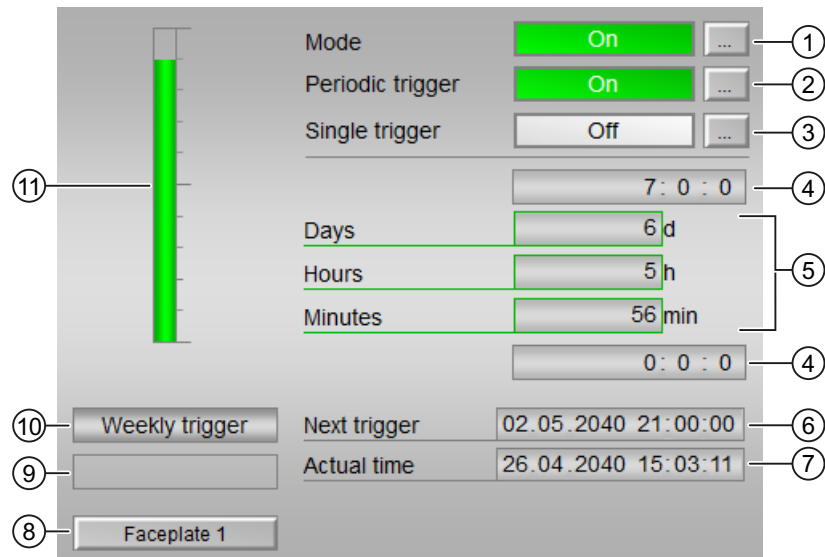 Mode On ... 1
Periodic trigger On ... 2
Single trigger Off ... 3
7: 0 : 0 4
11
Days 6 d
Hours 5 h 5
Minutes 56 min
0: 0 : 0 4
10 Weekly trigger Next trigger 02.05.2040 21:00:00 6
9 Actual time 26.04.2040 15:03:11 7
8 Faceplate 1